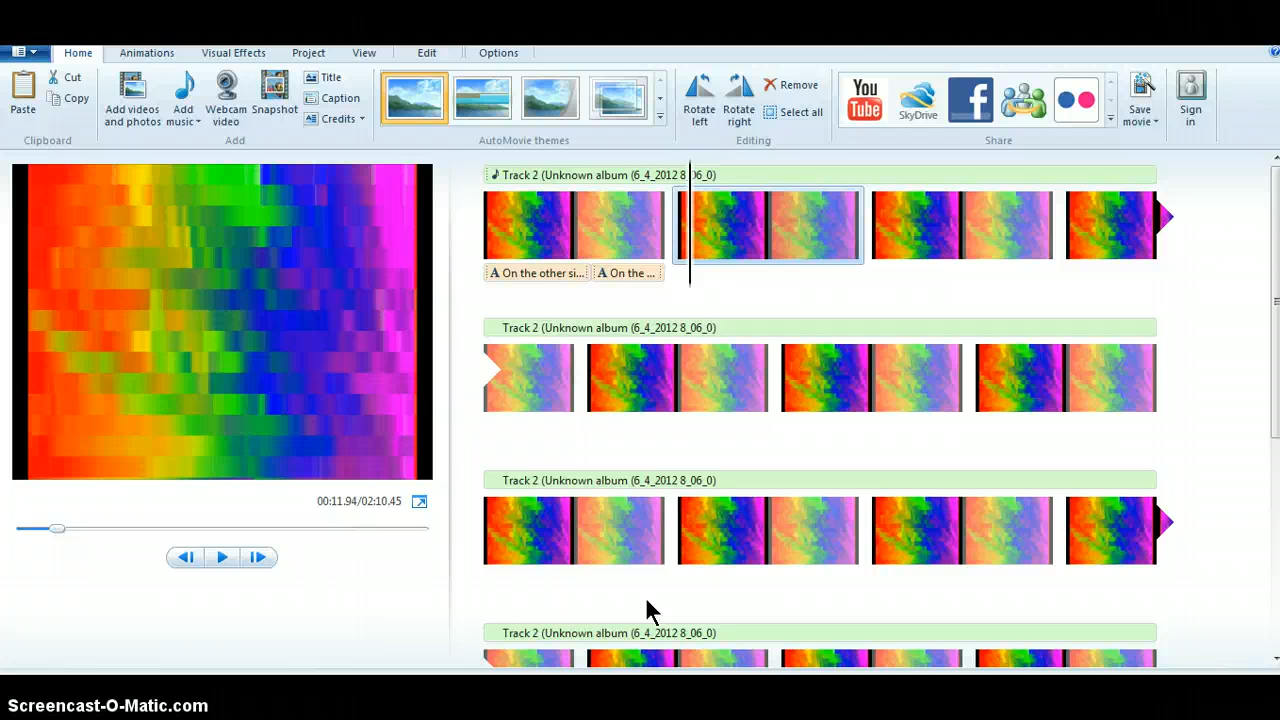 Home Animations Visual Effects Project View Edit Options
Paste
Cut
Copy
Clipboard
Add videos
and photos
Add
music
Webcam
video
Snapshot
Title
Caption
Credits
Add
AutoMovie themes
Rotate
left
Rotate
right
Remove
Select all
Editing
You
Tube
SkyDrive
f
Share
Save
movie
Sign
in
Track 2 (Unknown album (6_4_2012 8_06_0)
A On the other si...
A On the ...
Track 2 (Unknown album (6_4_2012 8_06_0)
00:11.94/02:10.45
Track 2 (Unknown album (6_4_2012 8_06_0)
Track 2 (Unknown album (6_4_2012 8_06_0)
Screencast-O-Matic.com